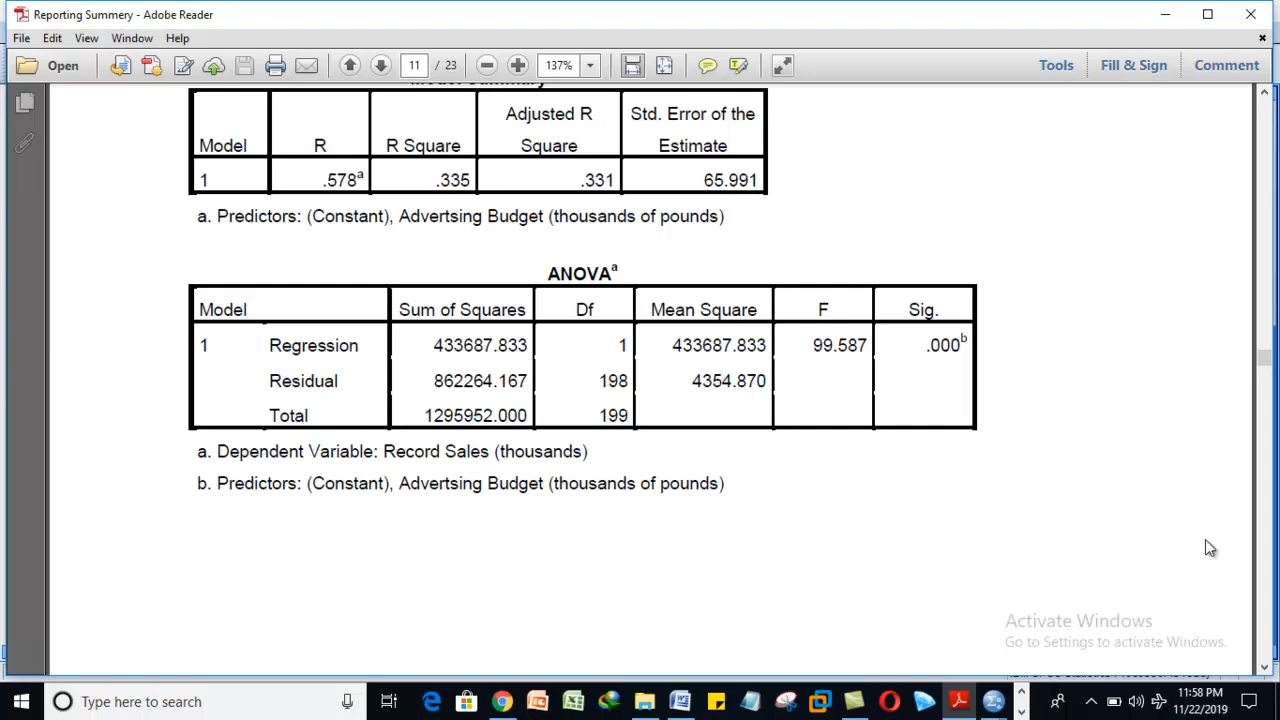 Reporting Summery - Adobe Reader
File Edit View Window Help
Open 11 / 23 137% Tools Fill & Sign Comment
Model Adjusted R Std. Error of the
R R Square Square Estimate
1 .578a .335 .331 65.991
a. Predictors: (Constant), Advertsing Budget (thousands of pounds)
ANOVAa
Model Sum of Squares Df Mean Square F Sig.
1 Regression 433687.833 1 433687.833 99.587 .000b
Residual 862264.167 198 4354.870
Total 1295952.000 199
a. Dependent Variable: Record Sales (thousands)
b. Predictors: (Constant), Advertsing Budget (thousands of pounds)
Activate Windows
Go to Settings to activate Windows.
Type here to search
11:58 PM
11/22/2019